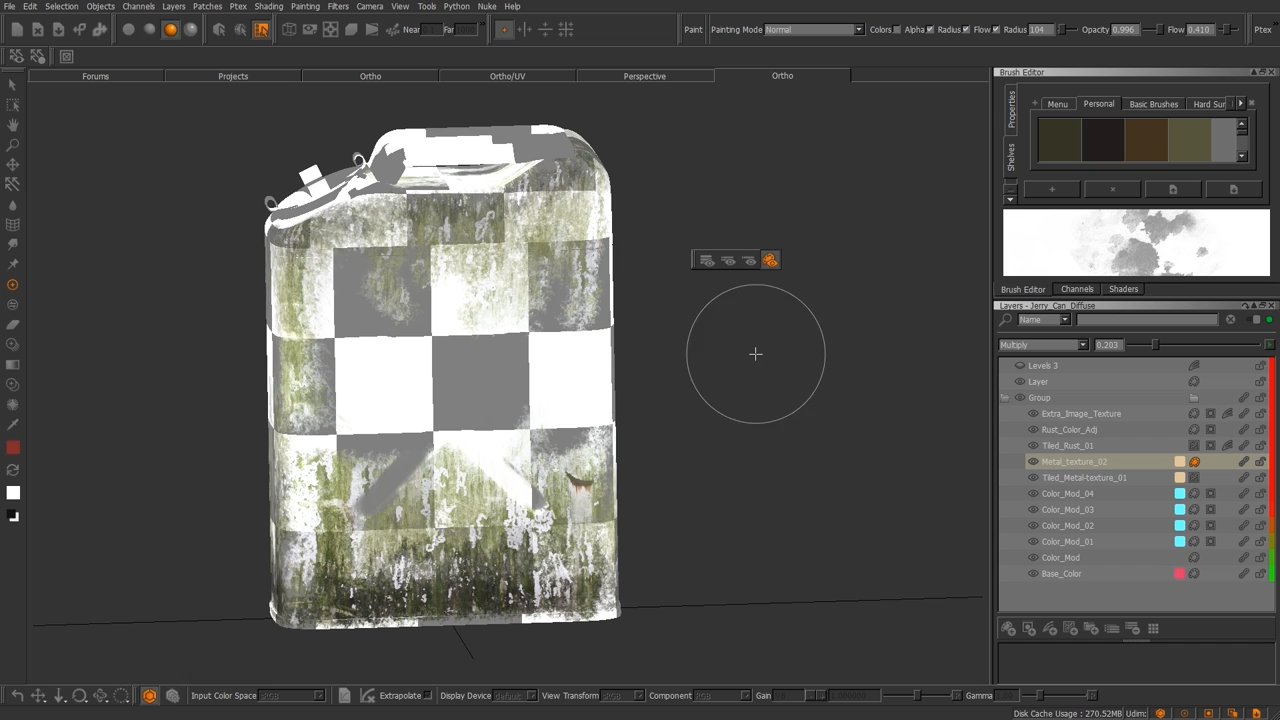 File Edit Selection Objects Channels Layers Patches Ptex Shading Painting Filters Camera View Tools Python Nuke Help
Near Far Paint Painting Mode Normal Colors Alpha Radius Flow Radius 104 Opacity 0.996 Flow 0.410 Ptex
Forums Projects Ortho Ortho/UV Perspective Ortho
Brush Editor
Properties
Shelves
Menu Personal Basic Brushes Hard Sur
Brush Editor Channels Shaders
Layers - Jerry_Can_Diffuse
Name
Multiply 0.203
Levels 3
Layer
Group
Extra_Image_Texture
Rust_Color_Adj
Tiled_Rust_01
Metal_texture_02
Tiled_Metal-texture_01
Color_Mod_04
Color_Mod_03
Color_Mod_02
Color_Mod_01
Color_Mod
Base_Color
Input Color Space sRGB Extrapolate Display Device default View Transform sRGB Component RGB Gain Gamma
Disk Cache Usage : 270.52MB Udim: